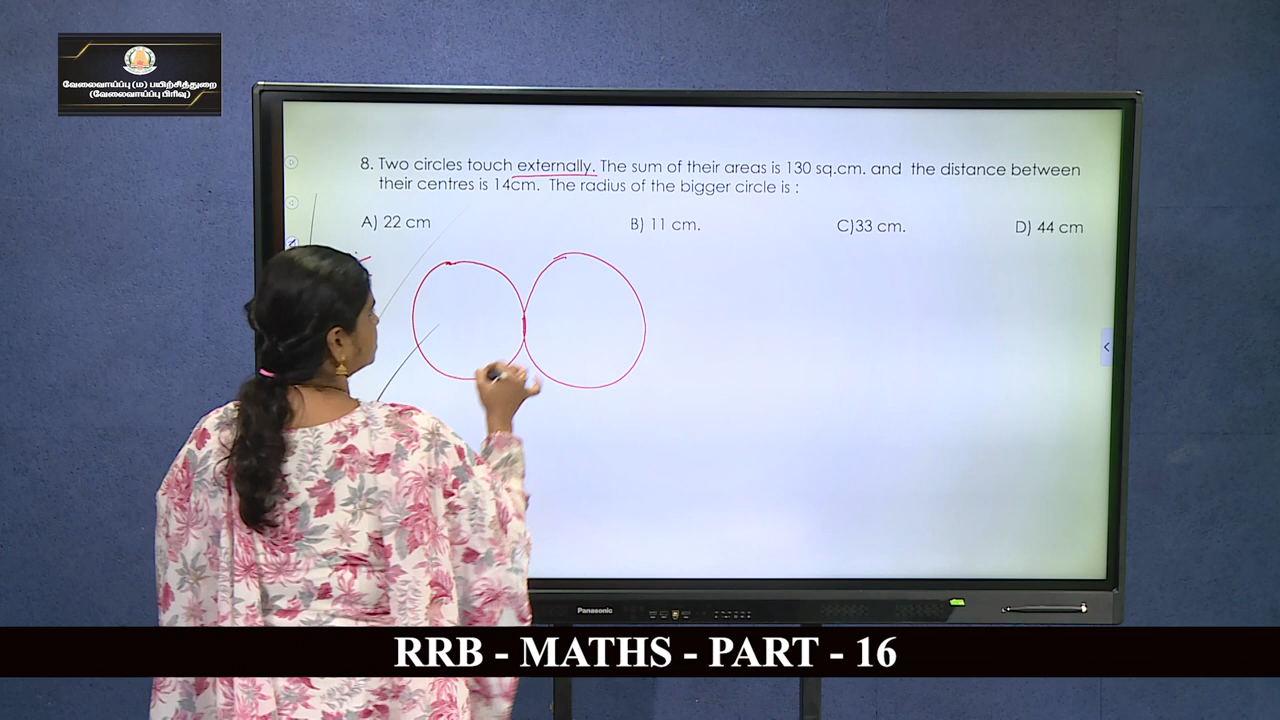 வேலைவாய்ப்பு (ம) பயிற்சித்துறை
(வேலைவாய்ப்பு பிரிவு)
8. Two circles touch externally. The sum of their areas is 130 sq.cm. and the distance between
their centres is 14cm. The radius of the bigger circle is :
A) 22 cm B) 11 cm. C)33 cm. D) 44 cm
Panasonic
RRB - MATHS - PART - 16